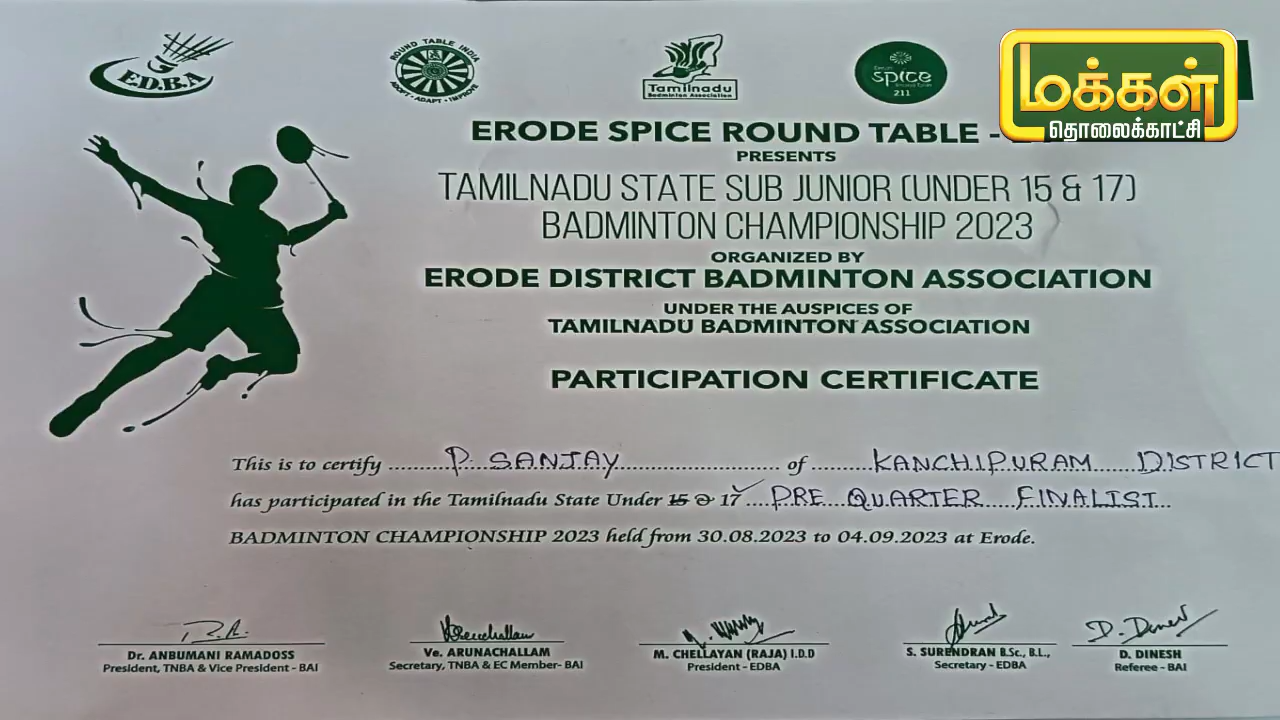 E.D.B.A
ROUND TABLE INDIA
ADOPT - ADAPT - IMPROVE
Tamilnadu
Badminton Association
spice
211
மக்கள்
தொலைக்காட்சி
ERODE SPICE ROUND TABLE -
PRESENTS
TAMILNADU STATE SUB JUNIOR (UNDER 15 & 17)
BADMINTON CHAMPIONSHIP 2023
ORGANIZED BY
ERODE DISTRICT BADMINTON ASSOCIATION
UNDER THE AUSPICES OF
TAMILNADU BADMINTON ASSOCIATION
PARTICIPATION CERTIFICATE
This is to certify P. SANJAY of KANCHIPURAM DISTRICT
has participated in the Tamilnadu State Under 15 & 17 PRE QUARTER FINALIST
BADMINTON CHAMPIONSHIP 2023 held from 30.08.2023 to 04.09.2023 at Erode.
D. Dinesh
Dr. ANBUMANI RAMADOSS
President, TNBA & Vice President - BAI
Ve. ARUNACHALLAM
Secretary, TNBA & EC Member- BAI
M. CHELLAYAN (RAJA) I.D.D
President - EDBA
S. SURENDRAN B.Sc., B.L.,
Secretary - EDBA
D. DINESH
Referee - BAI